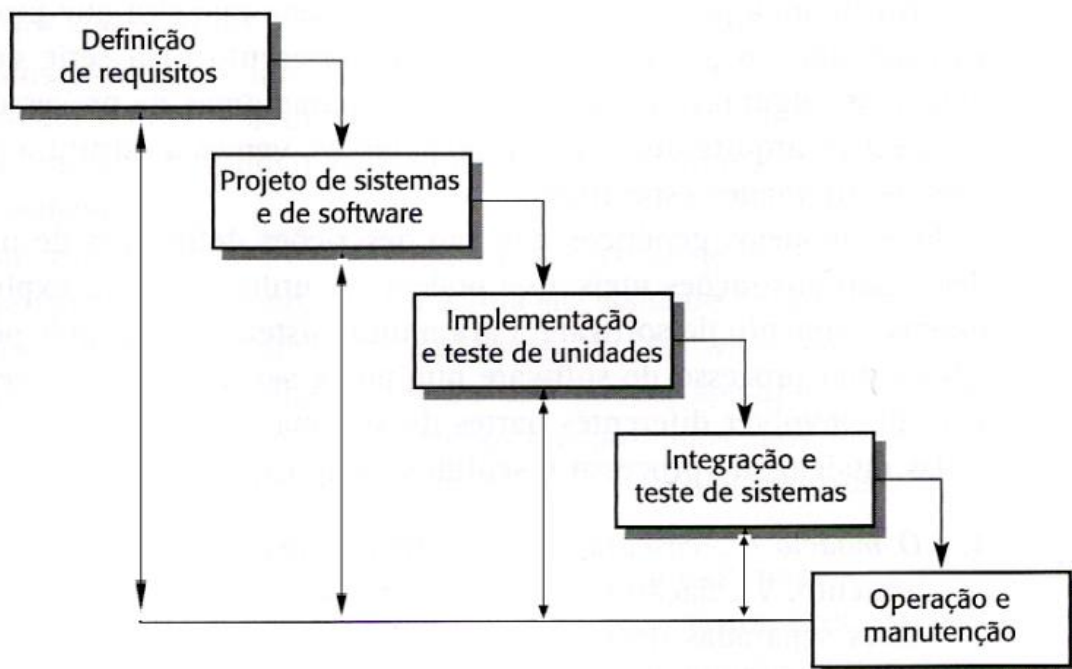 Definição
de requisitos
Projeto de sistemas
e de software
Implementação
e teste de unidades
Integração e
teste de sistemas
Operação e
manutenção